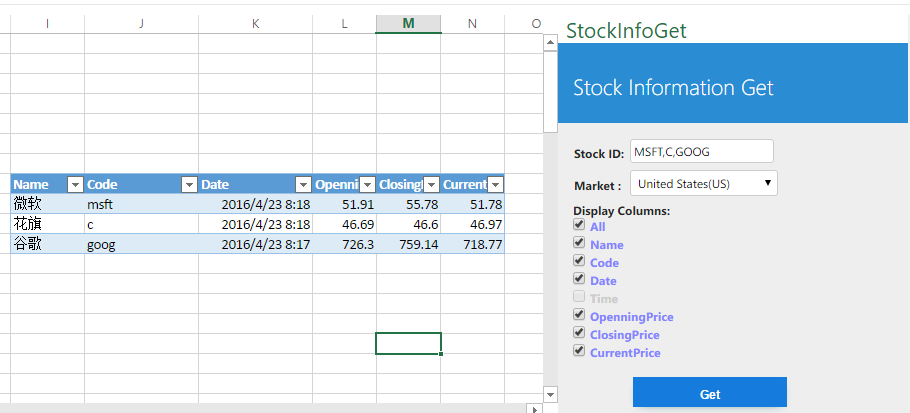 I J K L M N O
StockInfoGet
Stock Information Get
Stock ID: MSFT,C,GOOG
Market : United States(US)
Display Columns:
All
Name
Code
Date
Time
OpenningPrice
ClosingPrice
CurrentPrice
Get
Name Code Date Openni Closing Current
微软 msft 2016/4/23 8:18 51.91 55.78 51.78
花旗 c 2016/4/23 8:18 46.69 46.6 46.97
谷歌 goog 2016/4/23 8:17 726.3 759.14 718.77